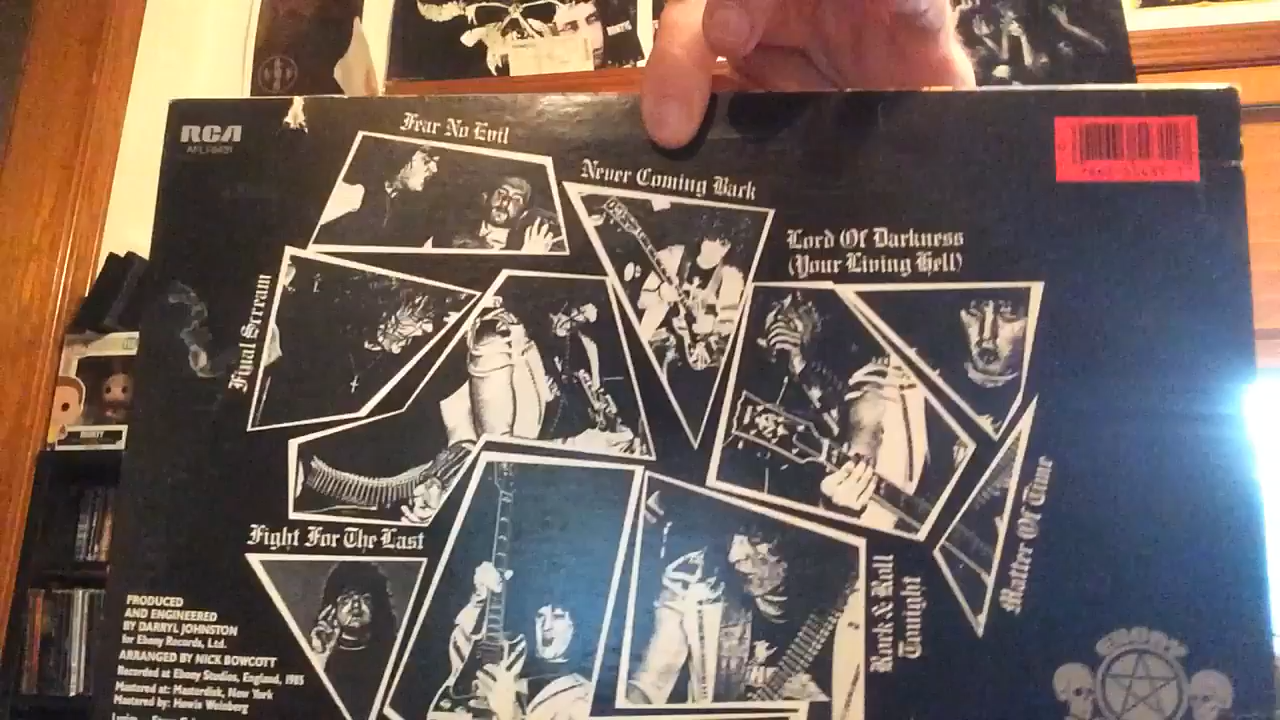 RCA
Fear No Evil
Never Coming Back
Lord Of Darkness
(Your Living Hell)
Final Scream
Fight For The Last
Matter Of Time
Rock & Roll
Tonight
PRODUCED
AND ENGINEERED
BY DARRYL JOHNSTON
for Ebony Records, Ltd.
ARRANGED BY NICK BOWCOTT
Recorded at Ebony Studios, England, 1985
Mastered at: Masterdisk, New York
Mastered by: Howie Weinberg